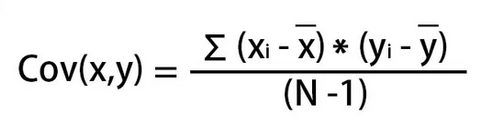 Cov(x,y) = Σ (xᵢ - x̅) * (yᵢ - y̅)
(N -1)